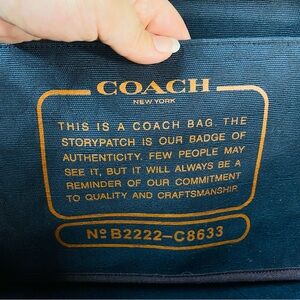 COACH
NEW YORK
THIS IS A COACH BAG. THE
STORYPATCH IS OUR BADGE OF
AUTHENTICITY. FEW PEOPLE MAY
SEE IT, BUT IT WILL ALWAYS BE A
REMINDER OF OUR COMMITMENT
TO QUALITY AND CRAFTSMANSHIP.
Nº B2222-C8633